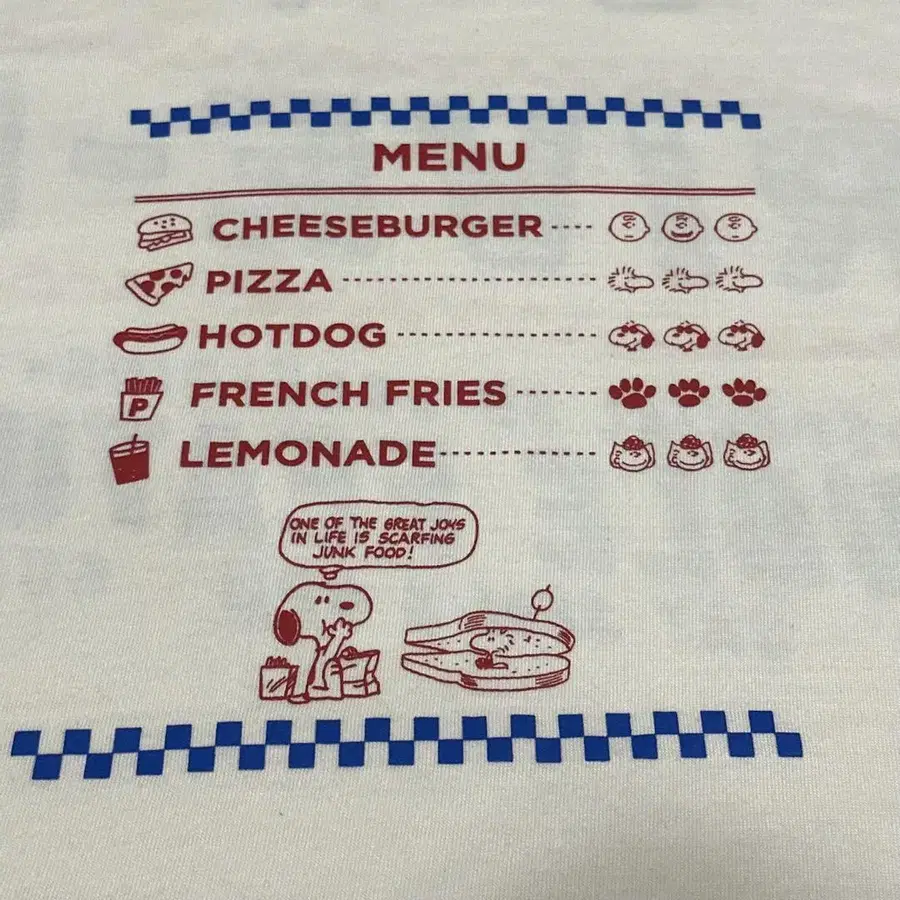 MENU
CHEESEBURGER
PIZZA
HOTDOG
P
FRENCH FRIES
LEMONADE
ONE OF THE GREAT JOYS
IN LIFE IS SCARFING
JUNK FOOD!